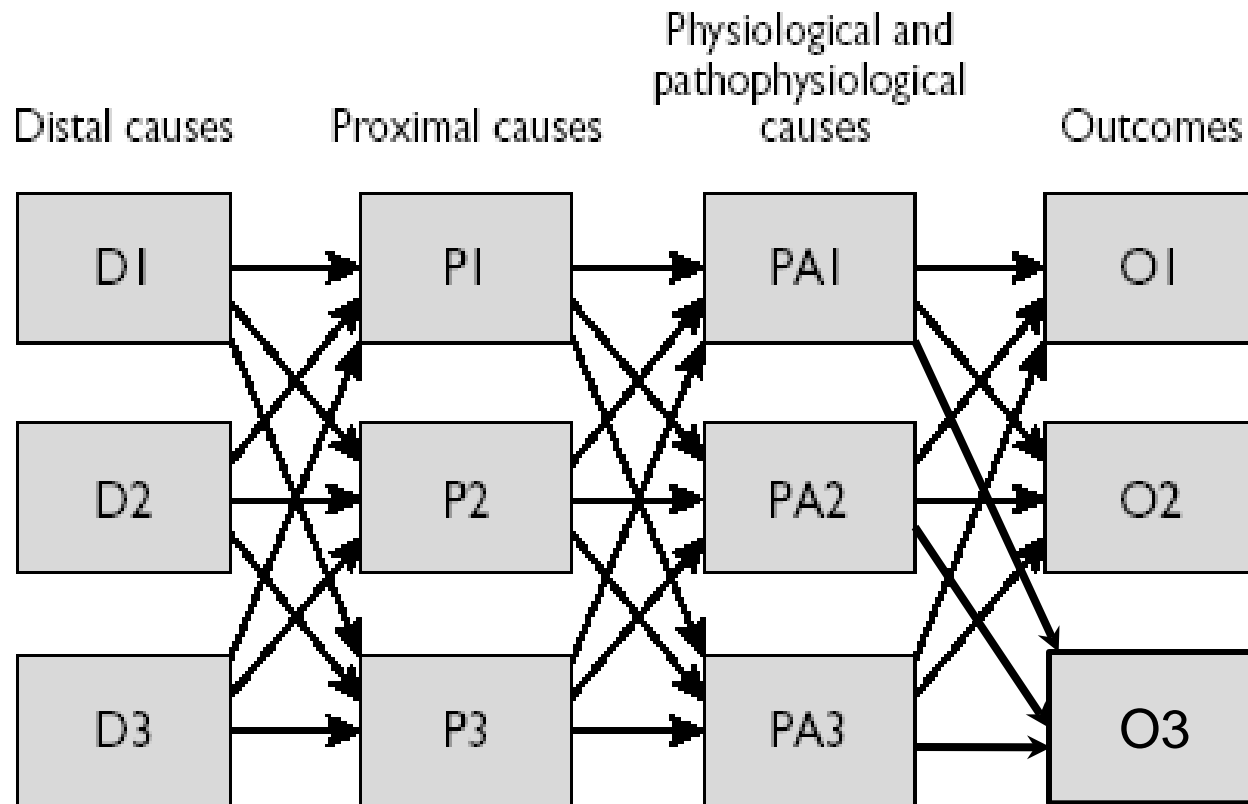 Distal causes
Proximal causes
Physiological and
pathophysiological
causes
Outcomes
D1
P1
PA1
O1
D2
P2
PA2
O2
D3
P3
PA3
O3